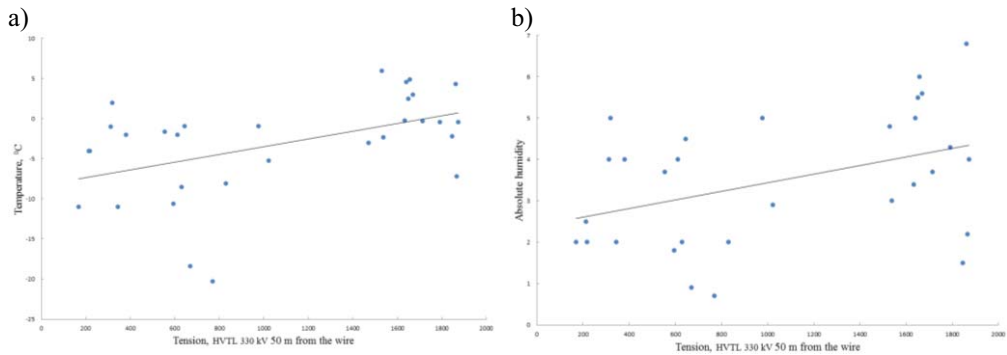 a)
10
5
0
-5
-10
-15
-20
-25
Temperature, °C
0 200 400 600 800 1000 1200 1400 1600 1800 2000
Tension, HVTL 330 kV 50 m from the wire
b)
7
6
5
4
3
2
1
0
Absolute humidity
0 200 400 600 800 1000 1200 1400 1600 1800 2000
Tension, HVTL 330 kV 50 m from the wire